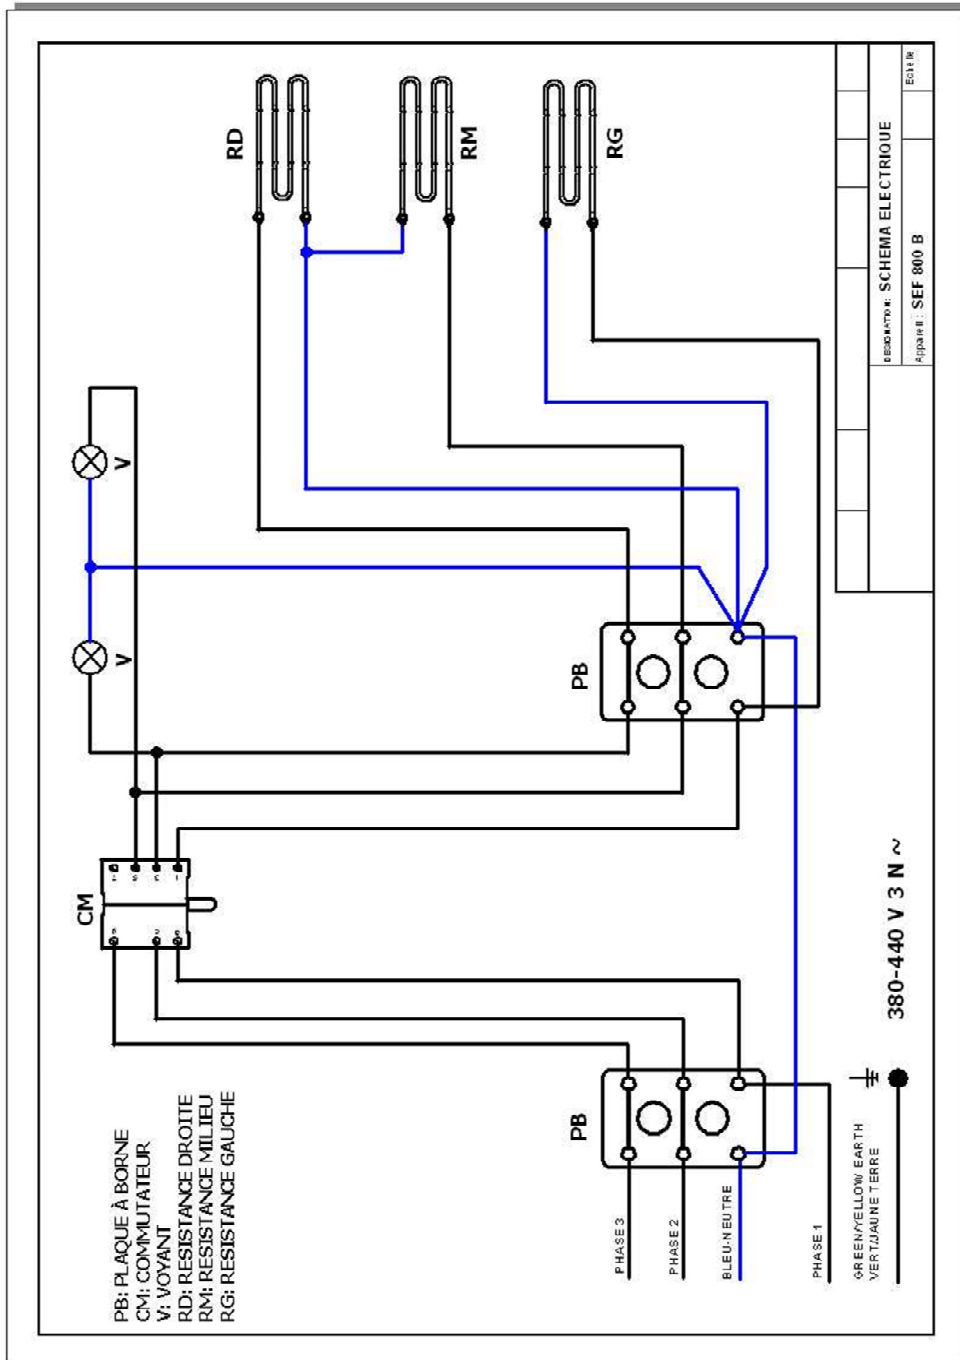 PB: PLAQUE À BORNE
CM: COMMUTATEUR
V: VOYANT
RD: RESISTANCE DROITE
RM: RESISTANCE MILIEU
RG: RESISTANCE GAUCHE
CM
V
V
RD
RM
RG
PB
PB
PHASE 3
PHASE 2
BLEU-NEUTRE
PHASE 1
GREEN/YELLOW EARTH
VERT/JAUNE TERRE
380-440 V 3 N ~
DESIGNATION: SCHEMA ELECTRIQUE
Appareil: SEF 800 B
Echelle